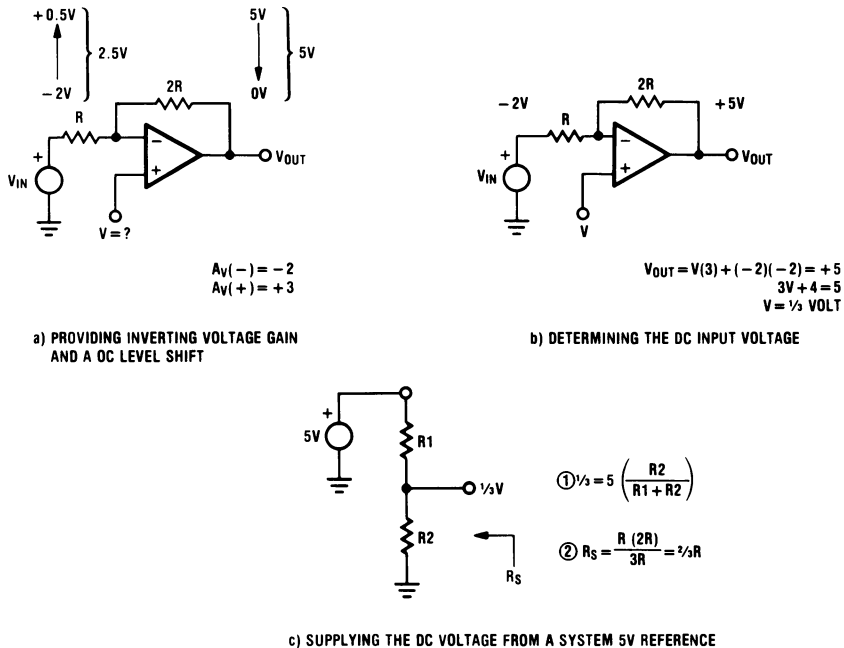 +0.5V
2.5V
-2V
5V
5V
0V
2R
R
+
VIN
-
+
VOUT
V=?
AV(-)=-2
AV(+)=+3
a) PROVIDING INVERTING VOLTAGE GAIN
AND A OC LEVEL SHIFT
-2V
2R
+5V
R
+
VIN
-
+
VOUT
V
VOUT=V(3)+(-2)(-2)=+5
3V+4=5
V=⅓ VOLT
b) DETERMINING THE DC INPUT VOLTAGE
+
5V
R1
⅓V
R2
RS
① ⅓=5 (R2/R1+R2)
② RS=R (2R)/3R=⅔R
c) SUPPLYING THE DC VOLTAGE FROM A SYSTEM 5V REFERENCE